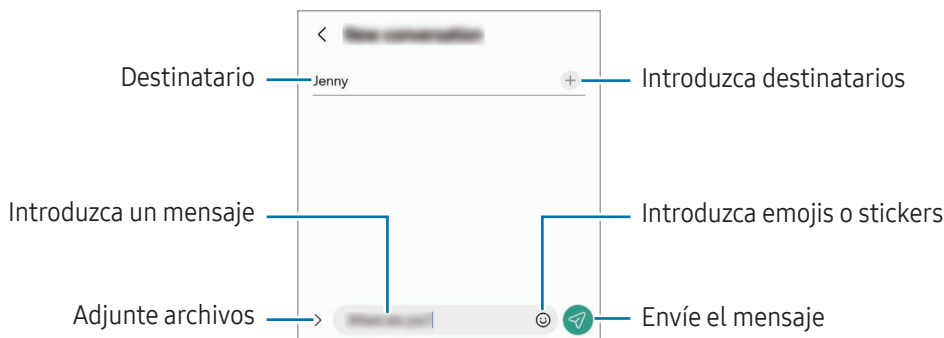 Destinatario
Jenny
Introduzca destinatarios
Introduzca un mensaje
Introduzca emojis o stickers
Adjunte archivos
Envíe el mensaje